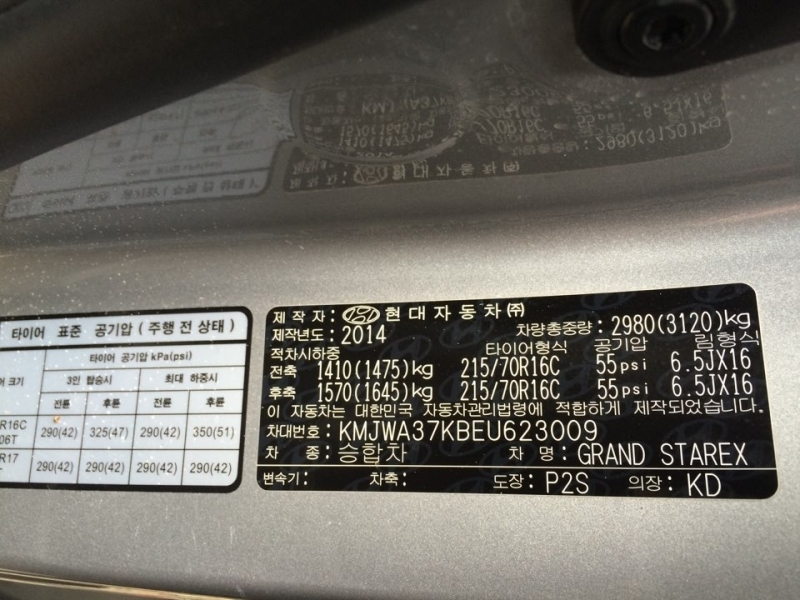 타이어 표준 공기압 ( 주행 전 상태 )
타이어 공기압 kPa(psi)
어 크기 3인 탑승시 최대 하중시
전륜 후륜 전륜 후륜
R16C
06T 290(42) 325(47) 290(42) 350(51)
R17 290(42) 290(42) 290(42) 290(42)
제 작 자 : 현대자동차㈜
제작년도 : 2014 차량총중량 : 2980(3120)kg
적차시하중 타이어형식 공기압 림형식
전축 1410(1475)kg 215/70R16C 55psi 6.5JX16
후축 1570(1645)kg 215/70R16C 55psi 6.5JX16
이 자동차는 대한민국 자동차관리법령에 적합하게 제작되었습니다.
차대번호 : KMJWA37KBEU623009
차 종 : 승합차 차 명 : GRAND STAREX
변속기 : 차축 : 도장 : P2S 의장 : KD